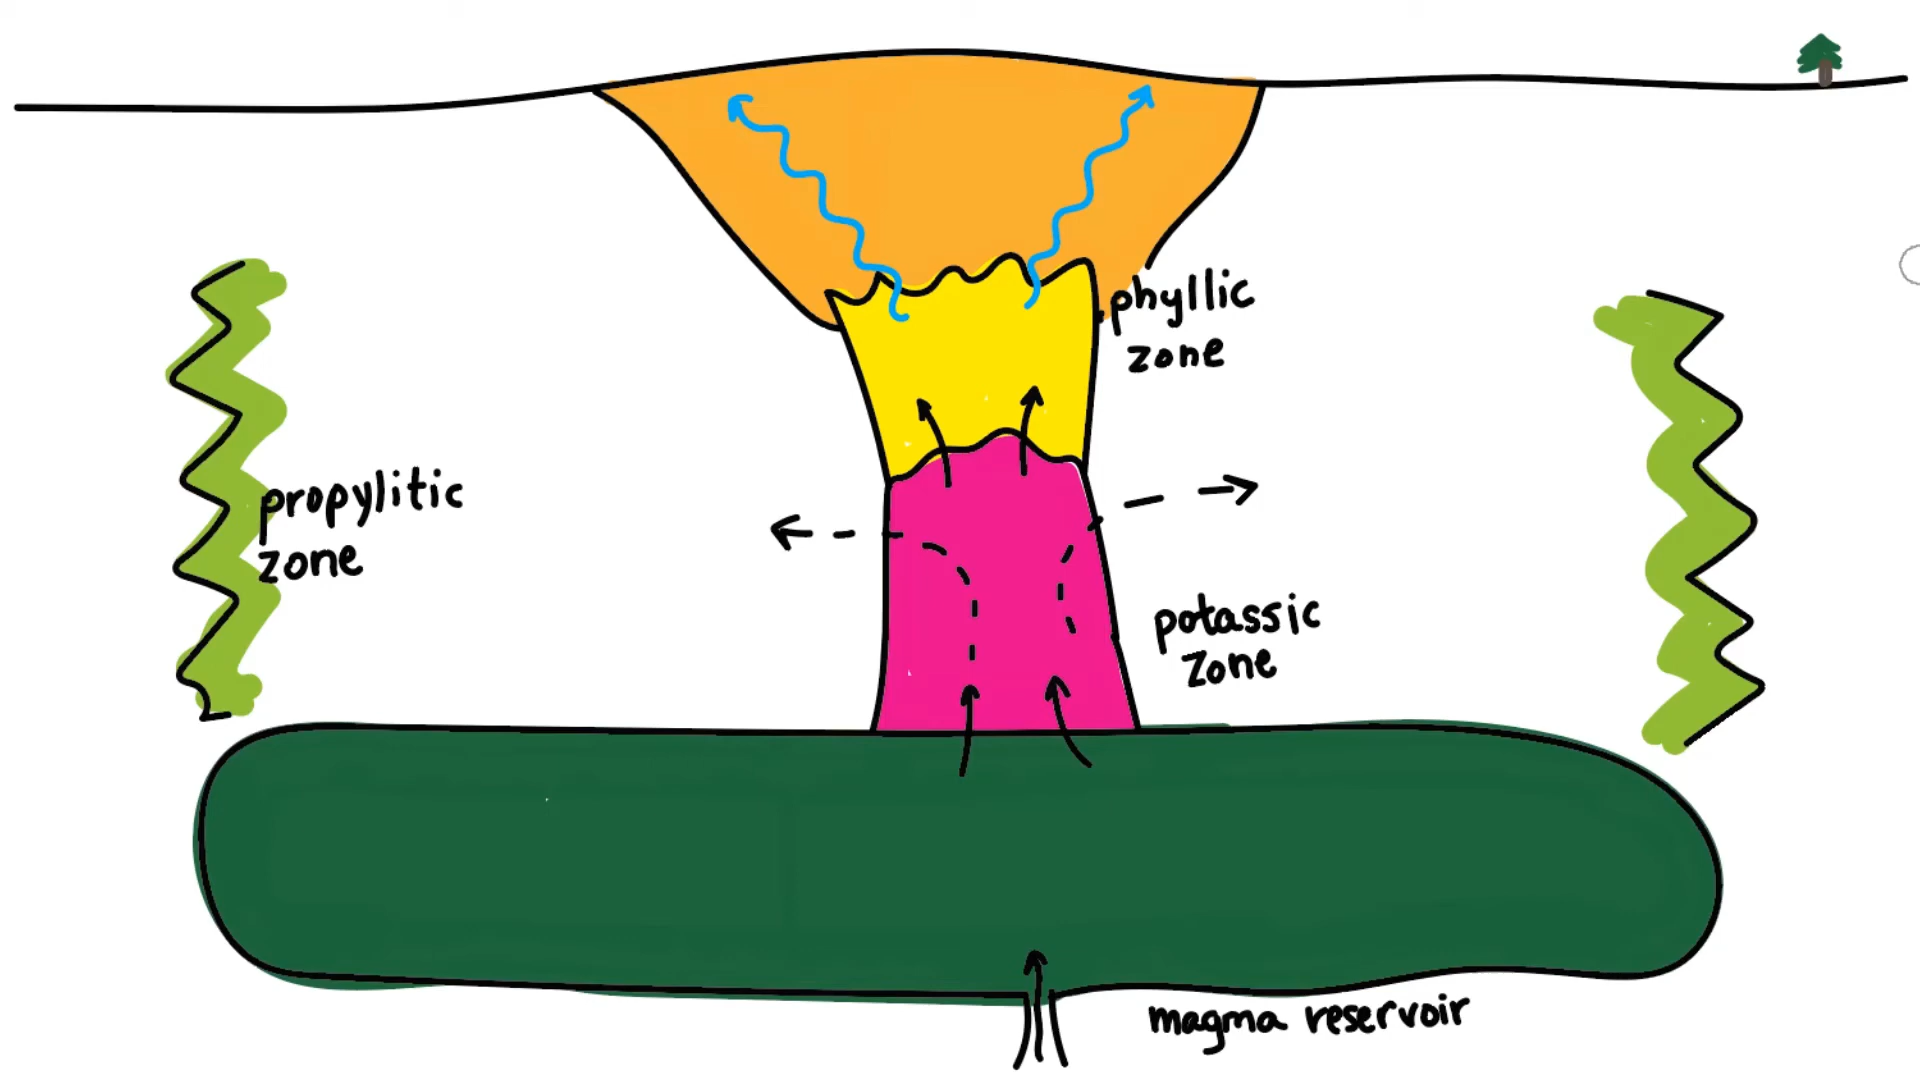 phyllic
zone
propylitic
zone
potassic
zone
magma reservoir